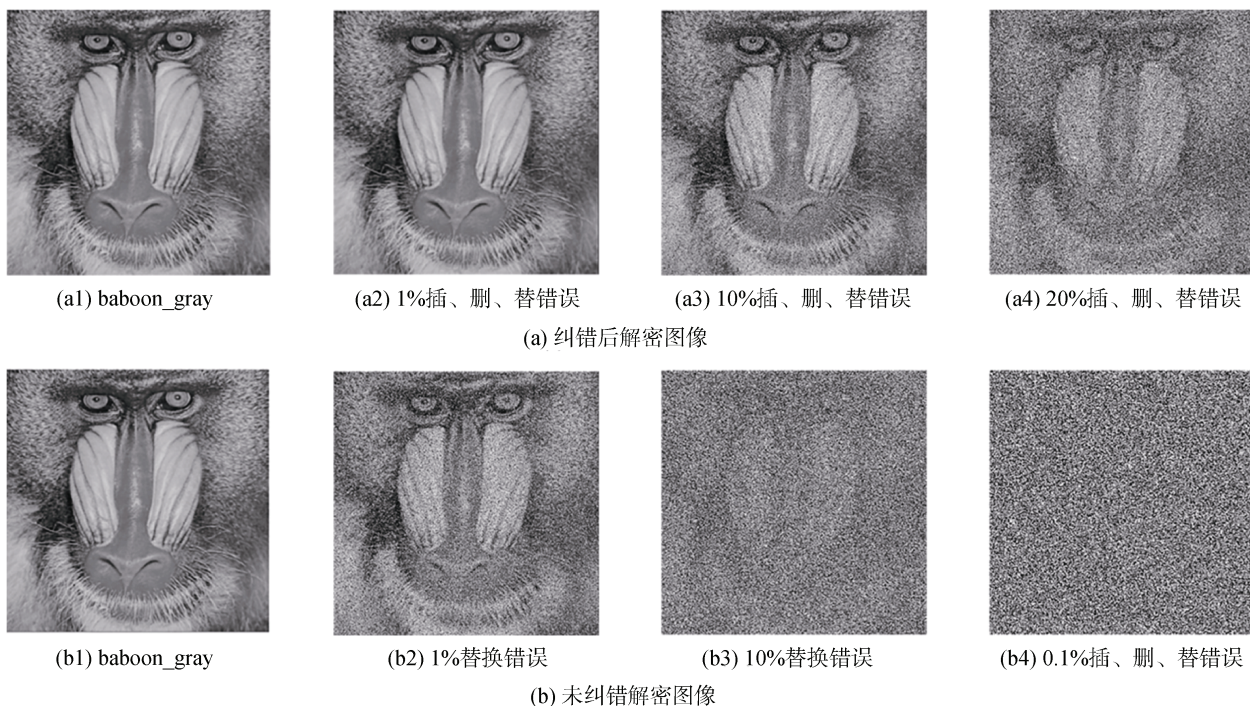 (a1) baboon_gray
(a2) 1%插、删、替错误
(a3) 10%插、删、替错误
(a4) 20%插、删、替错误
(a) 纠错后解密图像
(b1) baboon_gray
(b2) 1%替换错误
(b3) 10%替换错误
(b4) 0.1%插、删、替错误
(b) 未纠错解密图像